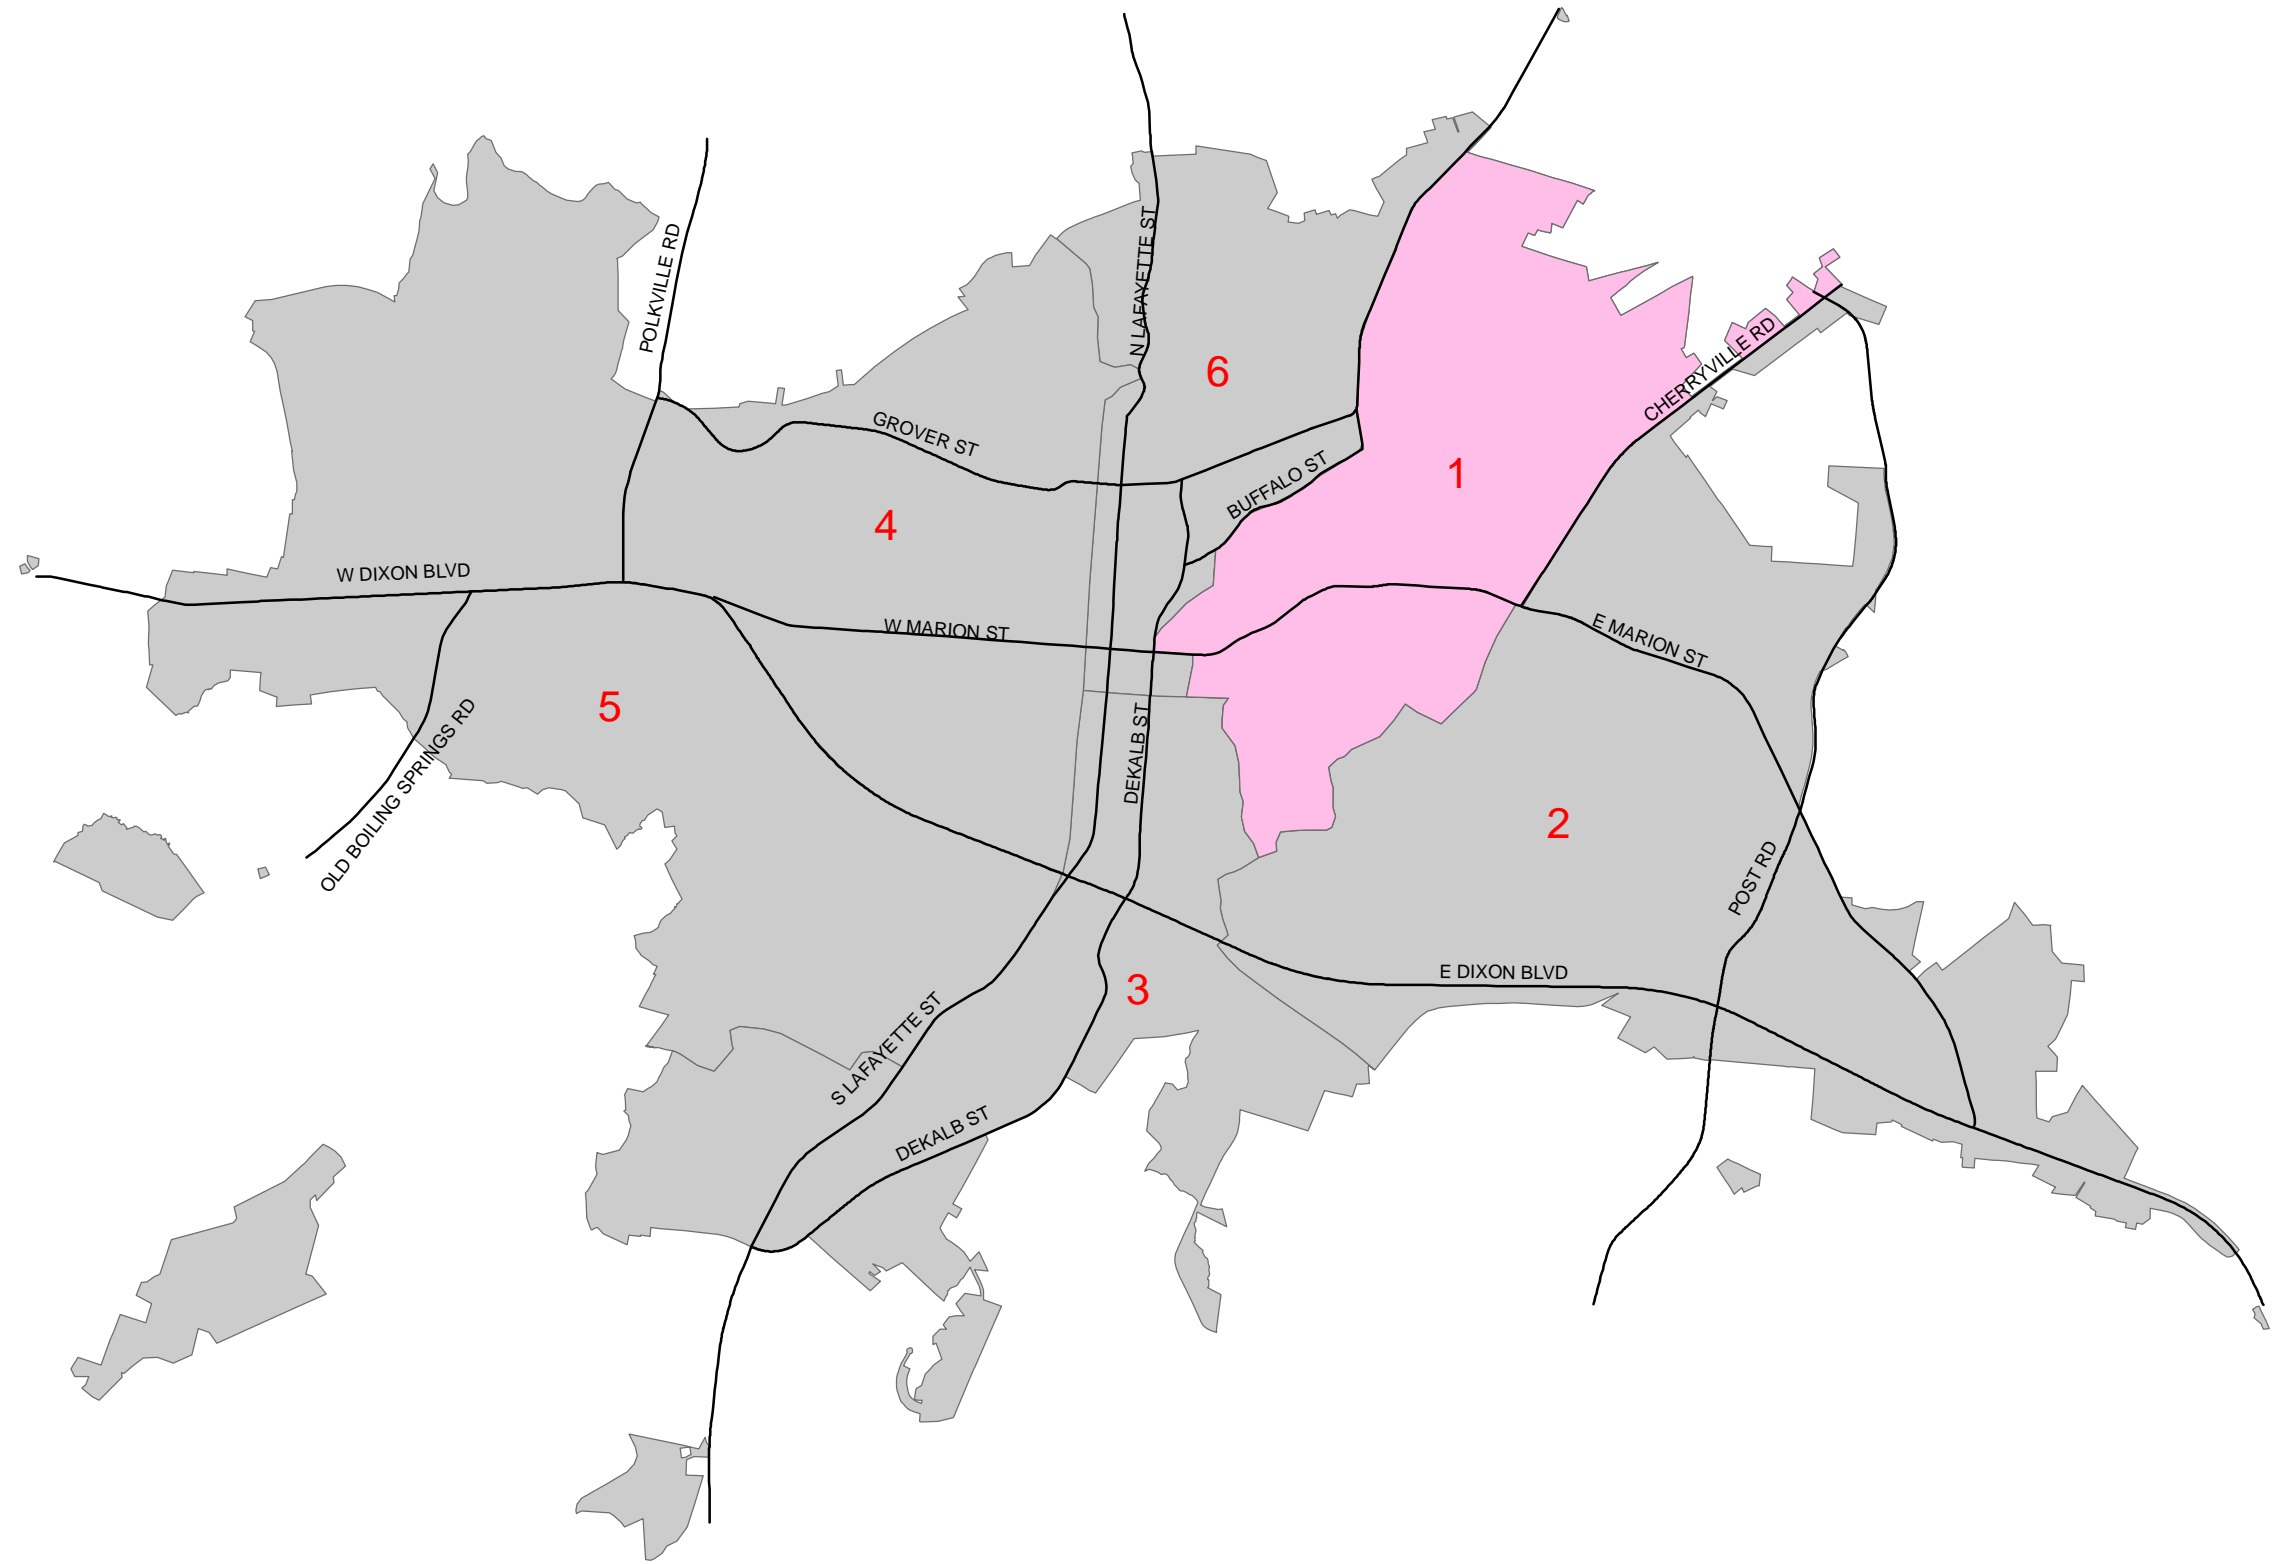 POLKVILLE RD
N LAFAYETTE ST
6
CHERRYVILLE RD
GROVER ST
BUFFALO ST
1
4
W DIXON BLVD
W MARION ST
E MARION ST
5
OLD BOILING SPRINGS RD
DEKALB ST
2
POST RD
E DIXON BLVD
3
S LAFAYETTE ST
DEKALB ST